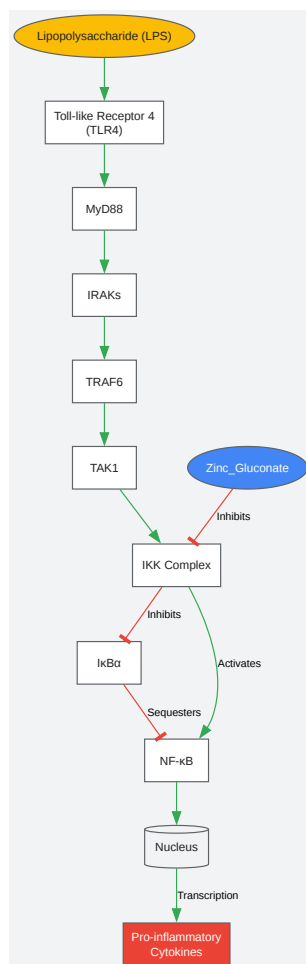 Lipopolysaccharide (LPS)
Toll-like Receptor 4
(TLR4)
MyD88
IRAKs
TRAF6
TAK1
Zinc_Gluconate
Inhibits
IKK Complex
Inhibits
IκBα
Activates
Sequesters
NF-κB
Nucleus
Transcription
Pro-inflammatory
Cytokines